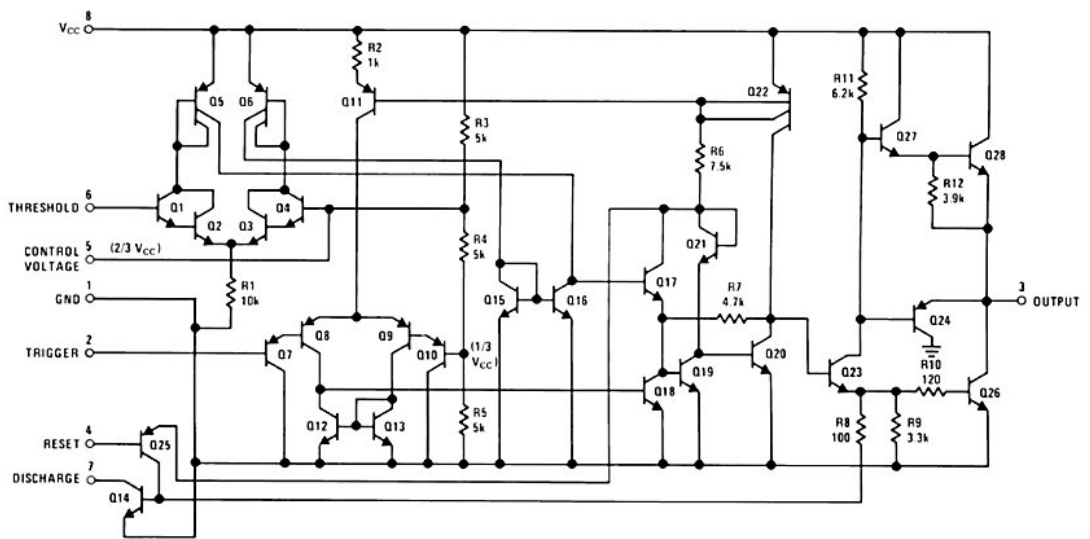 VCC 8
R2
1k
Q5
Q6
Q11
Q22
R3
5k
R6
7.5k
R11
6.2k
Q27
Q28
R12
3.9k
6
THRESHOLD
Q1
Q2
Q3
Q4
5
CONTROL
VOLTAGE
(2/3 VCC)
R4
5k
1
GND
R1
10k
Q15
Q16
Q17
Q21
R7
4.7k
3
OUTPUT
2
TRIGGER
Q7
Q8
Q9
Q10
(1/3
VCC)
Q18
Q19
Q20
Q23
Q24
R10
120
Q26
4
RESET
Q25
Q12
Q13
R5
5k
R8
100
R9
3.3k
7
DISCHARGE
Q14